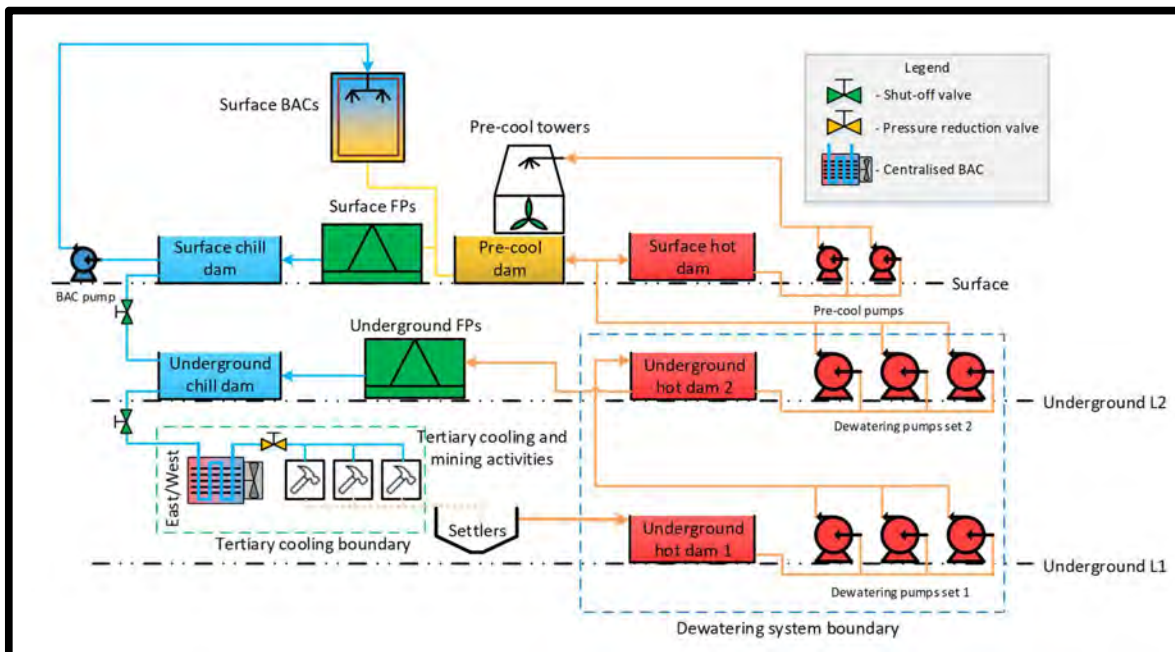 Legend
- Shut-off valve
- Pressure reduction valve
- Centralised BAC
Surface BACs
Pre-cool towers
Surface FPs
Surface chill
dam
Pre-cool
dam
Surface hot
dam
BAC pump
Pre-cool pumps
Surface
Underground FPs
Underground
chill dam
Underground
hot dam 2
Dewatering pumps set 2
Underground L2
East/West
Tertiary cooling and
mining activities
Tertiary cooling boundary
Settlers
Underground
hot dam 1
Dewatering pumps set 1
Underground L1
Dewatering system boundary